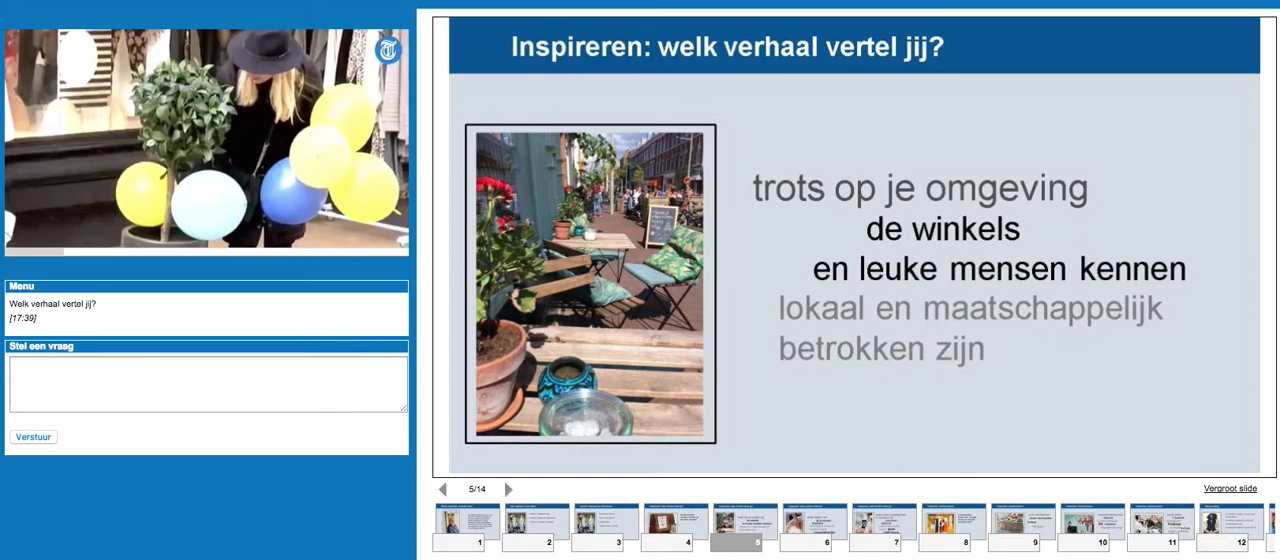 Inspireren: welk verhaal vertel jij?
trots op je omgeving
de winkels
en leuke mensen kennen
lokaal en maatschappelijk
betrokken zijn
Menu
Welk verhaal vertel jij?
[17:39]
Stel een vraag
Verstuur
5/14
Vergroot slide
1
2
3
4
5
6
7
8
9
10
11
12